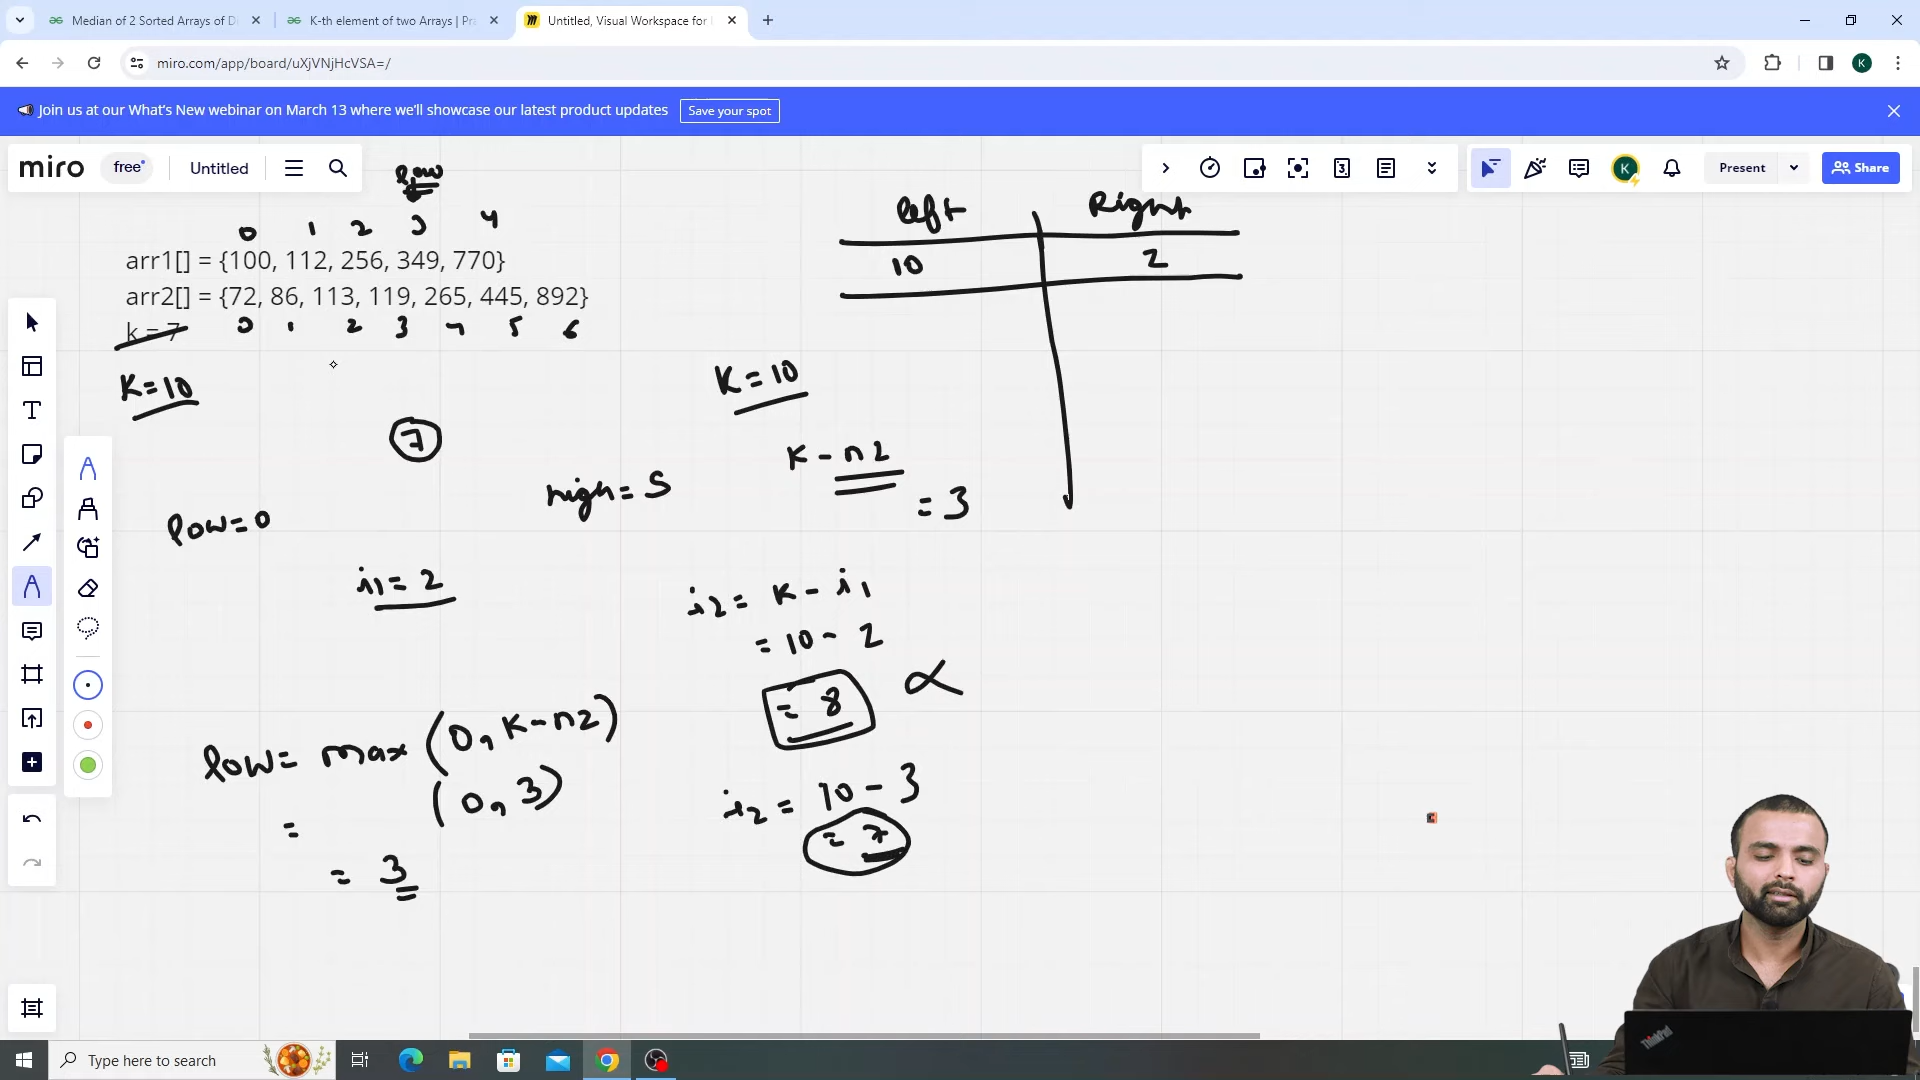 Median of 2 Sorted Arrays of D
K-th element of two Arrays | Pra
Untitled, Visual Workspace for
miro.com/app/board/uXjVNjHcVSA=/
K
Join us at our What's New webinar on March 13 where we'll showcase our latest product updates
Save your spot
miro
free
Untitled
K
Present
Share
low
left Right
10 2
0 1 2 3 4
arr1[] = {100, 112, 256, 349, 770}
arr2[] = {72, 86, 113, 119, 265, 445, 892}
k = 7
0 1 2 3 4 5 6
K=10
K=10
7
K-n2
= 3
high= 5
low=0
i1= 2
i2= K-i1
= 10- 2
= 8
low= max (0, K-n2)
(0, 3)
=
= 3
i2 = 10-3
= 7
ThinkPad
Type here to search